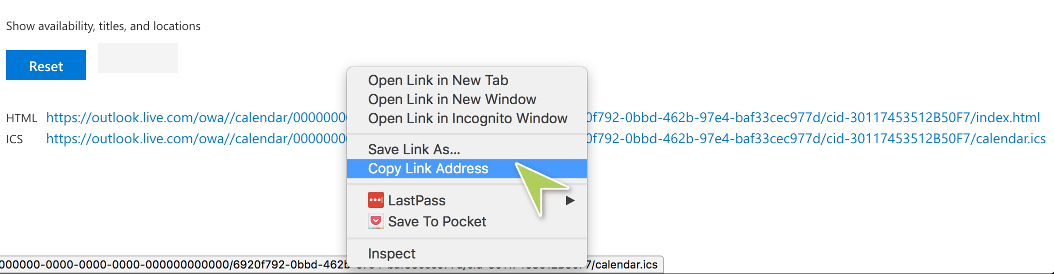 Show availability, titles, and locations
Reset
Open Link in New Tab
Open Link in New Window
Open Link in Incognito Window
HTML https://outlook.live.com/owa//calendar/0000000 0f792-0bbd-462b-97e4-baf33cec977d/cid-30117453512B50F7/index.html
ICS https://outlook.live.com/owa//calendar/0000000 0f792-0bbd-462b-97e4-baf33cec977d/cid-30117453512B50F7/calendar.ics
Save Link As...
Copy Link Address
LastPass
Save To Pocket
Inspect
000000-0000-0000-0000-000000000000/6920f792-0bbd-462b /calendar.ics